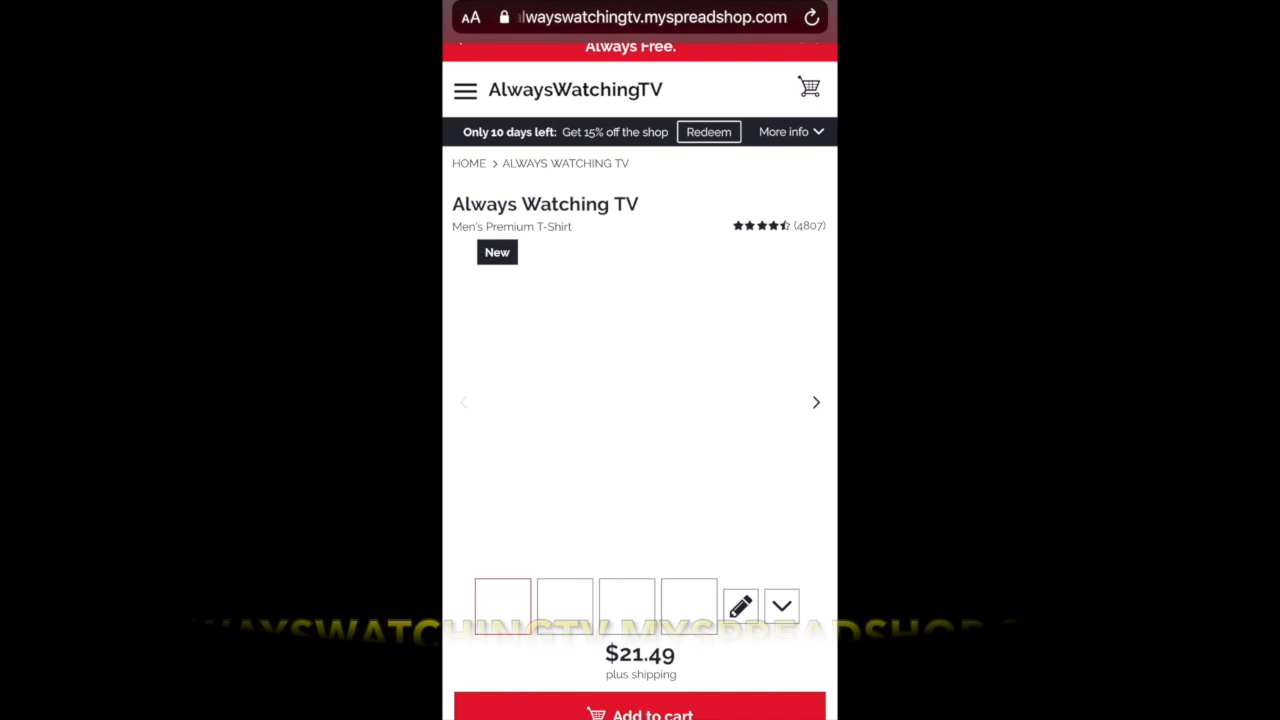 AA lwayswatchingtv.myspreadshop.com
Always Free.
AlwaysWatchingTV
Only 10 days left: Get 15% off the shop Redeem More info
HOME > ALWAYS WATCHING TV
Always Watching TV
Men's Premium T-Shirt (4807)
New
WAYSWATCHINGTV.MYSPREADSHOP.C
$21.49
plus shipping
Add to cart